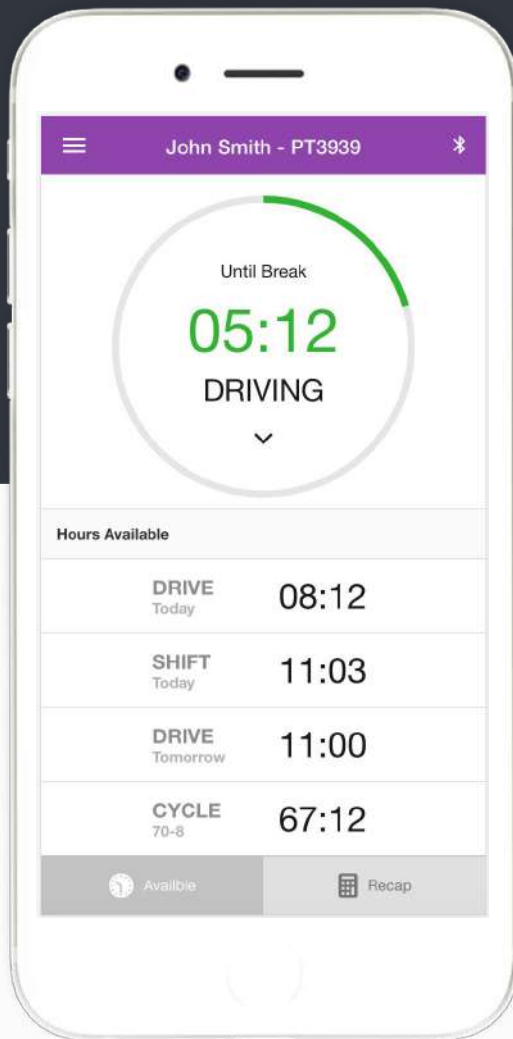 John Smith - PT3939
Until Break
05:12
DRIVING
Hours Available
DRIVE 08:12
Today
SHIFT 11:03
Today
DRIVE 11:00
Tomorrow
CYCLE 67:12
70-8
Availble
Recap